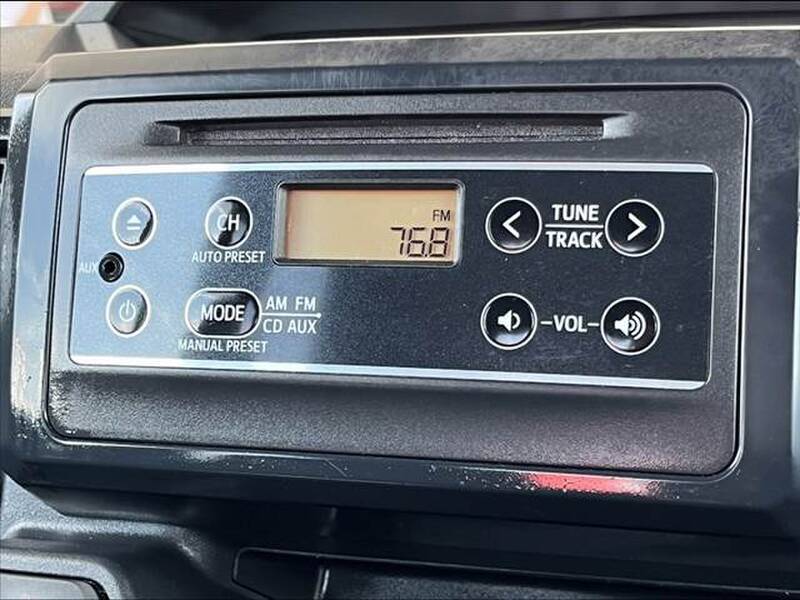 CH
AUTO PRESET
AUX
MODE
AM FM
CD AUX
MANUAL PRESET
FM
76.8
TUNE
TRACK
-VOL-